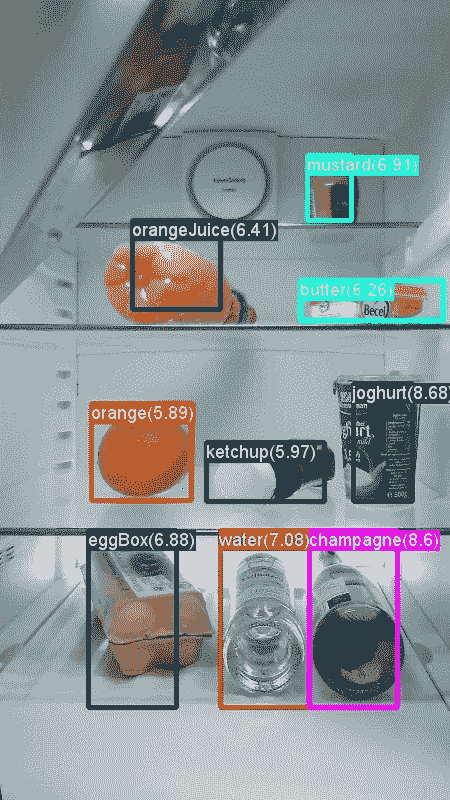 mustard(6.91)
orangeJuice(6.41)
butter(6.26)
Becel
orange(5.89)
joghurt(8.68)
ketchup(5.97)
300g
eggBox(6.88)
water(7.08)
champagne(8.6)